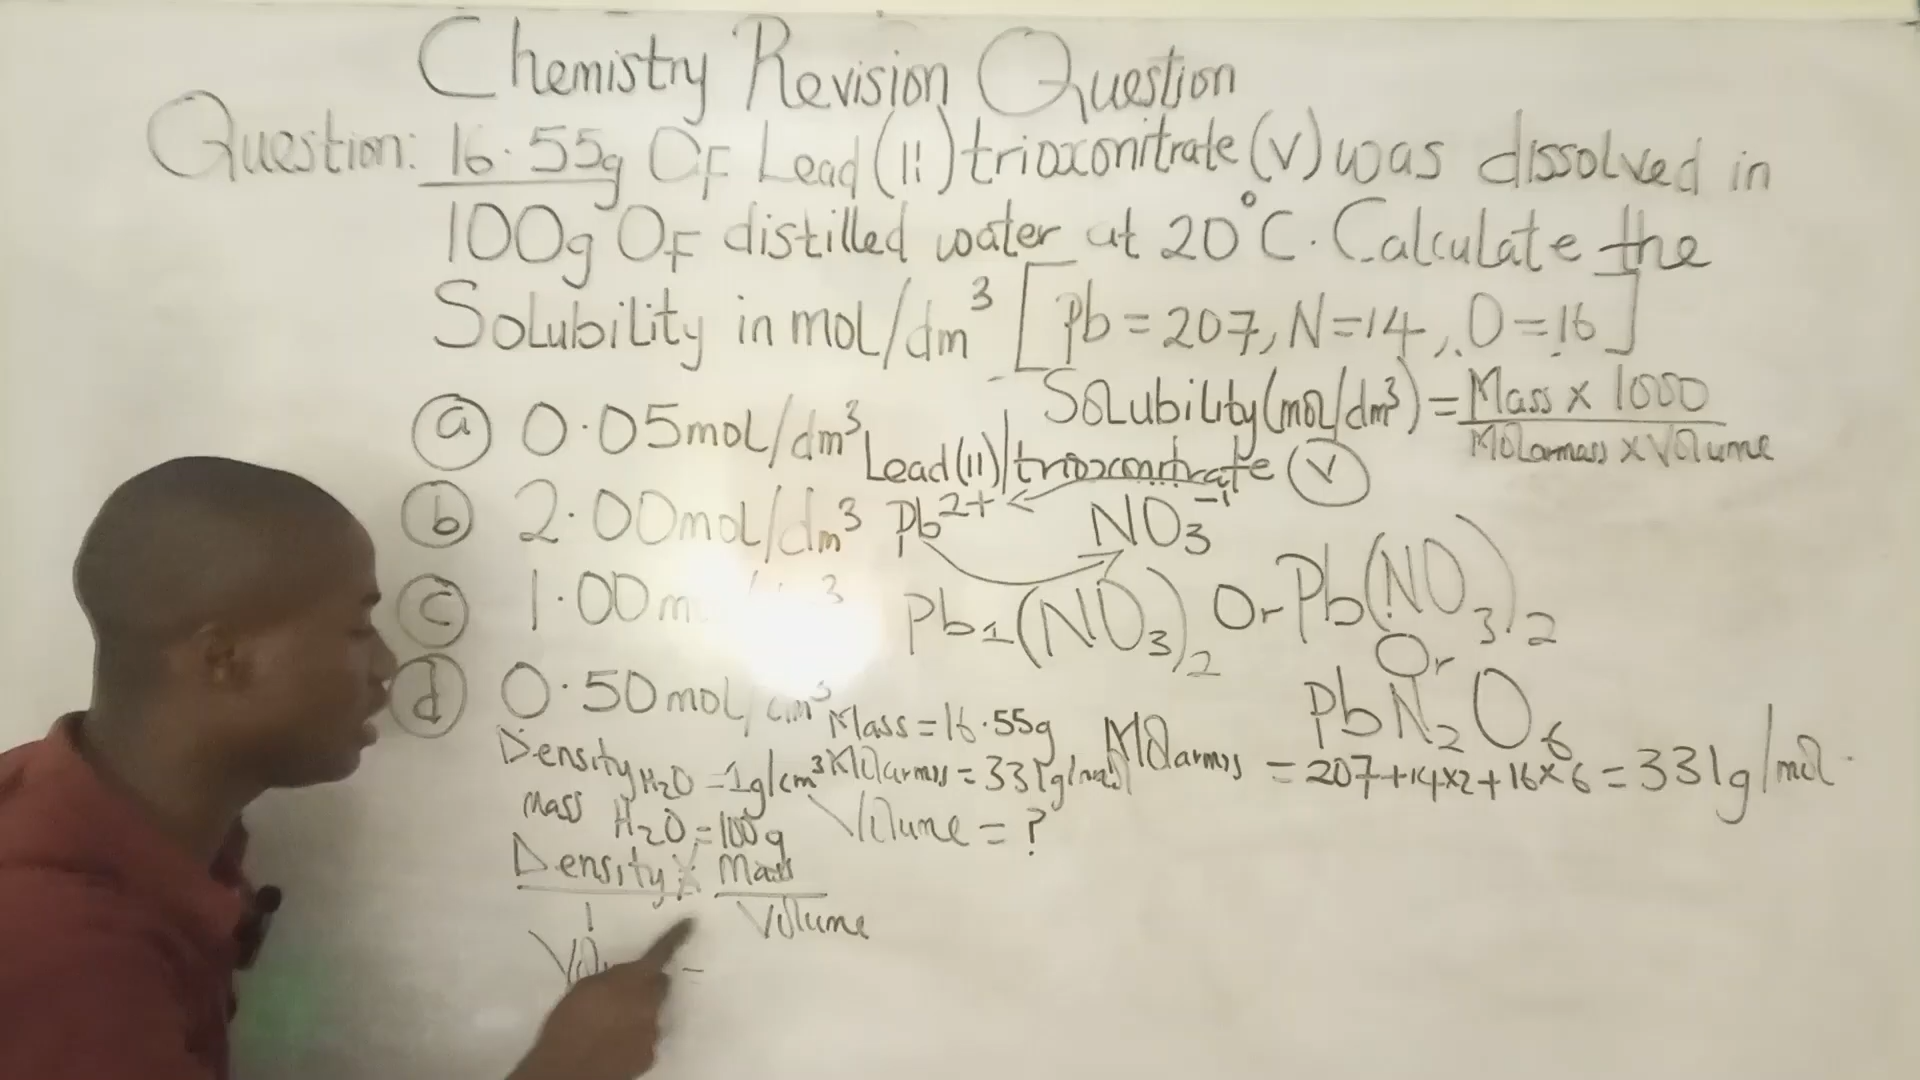 Chemistry Revision Question
Question: 16.55g OF Lead(II) trioxonitrate(V) was dissolved in
100g OF distilled water at 20°C. Calculate the
Solubility in mol/dm³ [Pb=207, N=14, O=16]
Solubility(mol/dm³) = Mass x 1000
Molarmass x Volume
(a) 0.05mol/dm³
(b) 2.00mol/dm³
(c) 1.00m
(d) 0.50mol/dm³
Lead(II)|trioxonitrate (V)
Pb²⁺ NO₃⁻¹
Pb₁(NO₃)₂ Or Pb(NO₃)₂
Or
PbN₂O₆
Molarmass = 207+14x2+16x6 = 331g/mol.
Mass = 16.55g
Molarmass = 331g/mol
Volume = ?
Density H₂O = 1g/cm³
mass H₂O = 100g
Density Mass
1 Volume
=